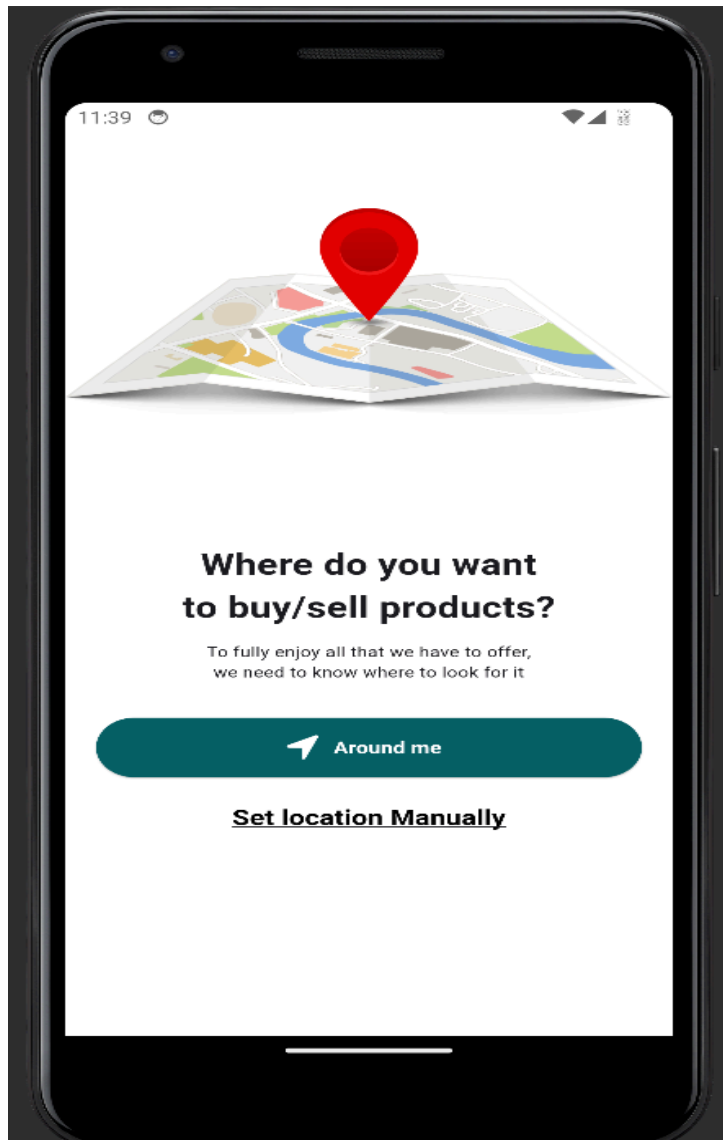 11:39
Where do you want
to buy/sell products?
To fully enjoy all that we have to offer,
we need to know where to look for it
Around me
Set location Manually